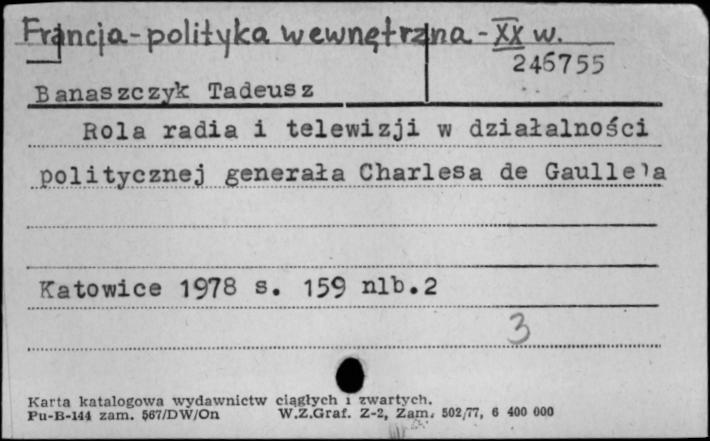 Francja - polityka wewnętrzna - XX w.
246755
Banaszczyk Tadeusz
Rola radia i telewizji w działalności
politycznej generała Charlesa de Gaulle'a
Katowice 1978 s. 159 nlb.2
3
Karta katalogowa wydawnictw ciągłych i zwartych.
Pu-B-144 zam. 567/DW/On W.Z.Graf. Z-2, Zam. 502/77, 6 400 000